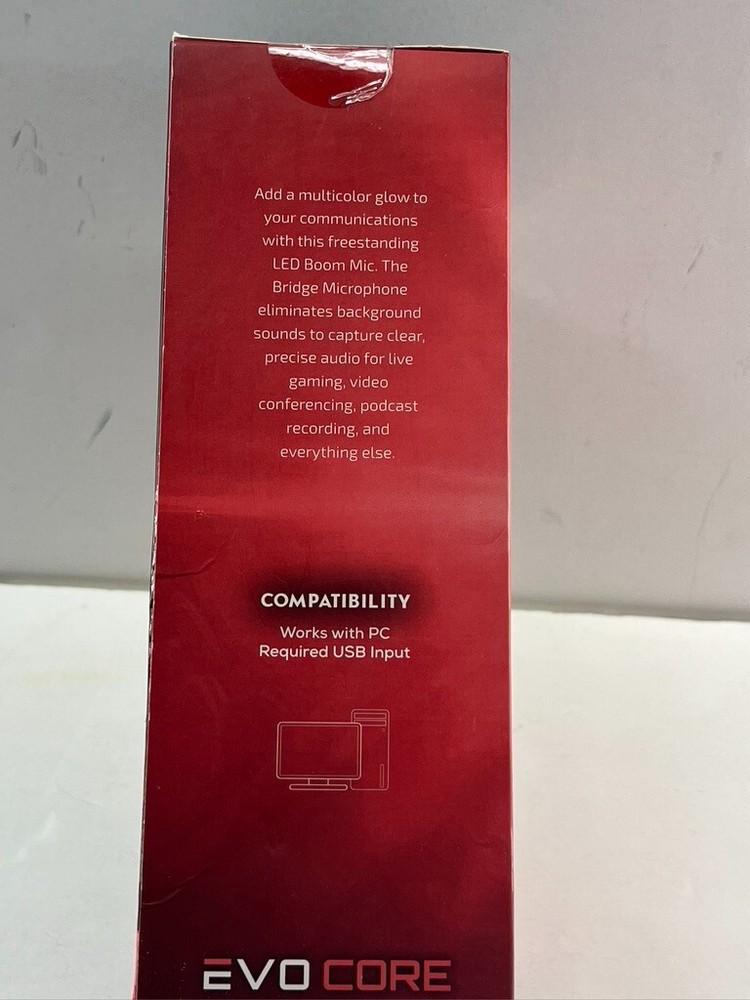 Add a multicolor glow to
your communications
with this freestanding
LED Boom Mic. The
Bridge Microphone
eliminates background
sounds to capture clear,
precise audio for live
gaming, video
conferencing, podcast
recording, and
everything else.
COMPATIBILITY
Works with PC
Required USB Input
EVO CORE